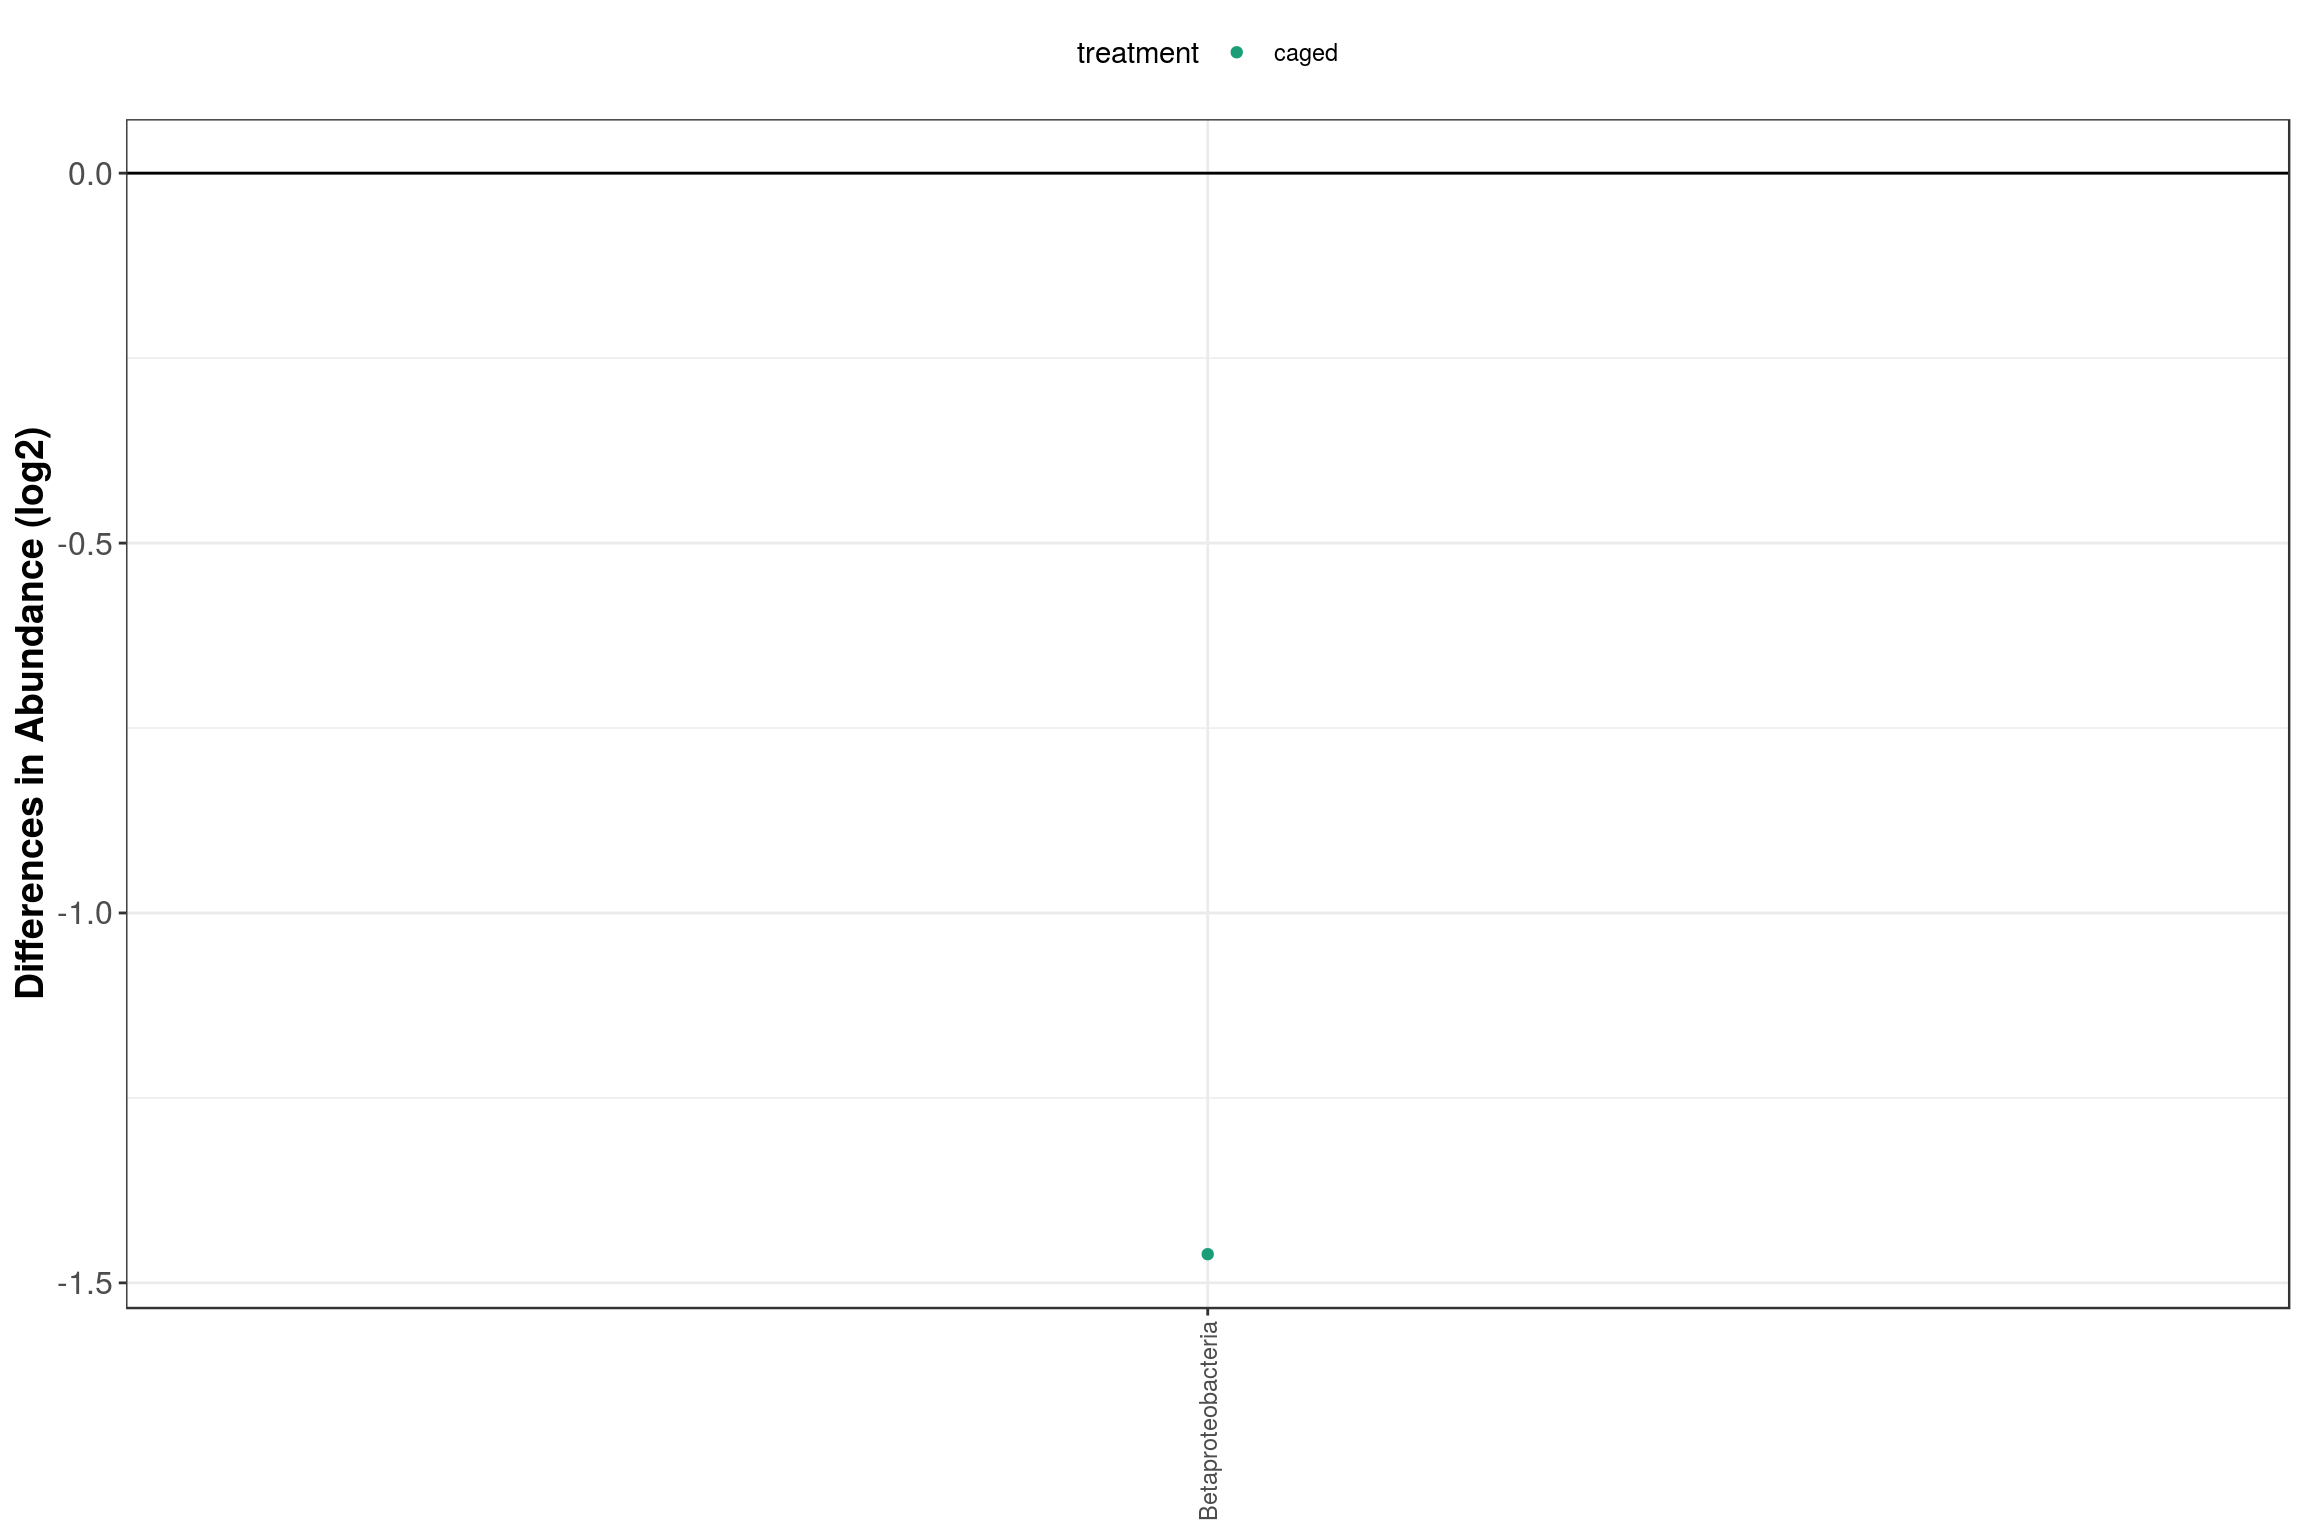 treatment caged
0.0
-0.5
-1.0
-1.5
Differences in Abundance (log2)
Betaproteobacteria